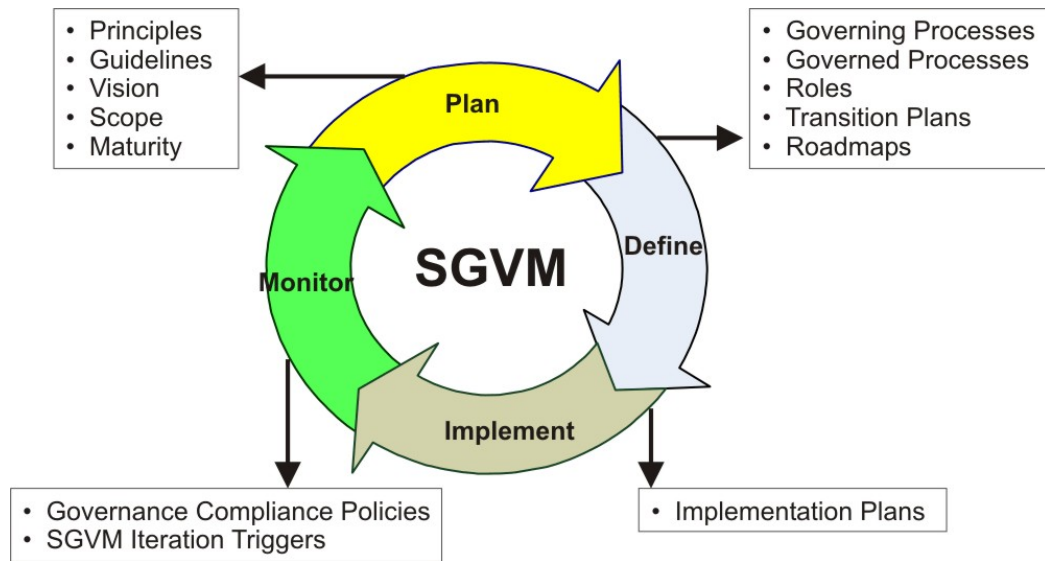 • Principles
• Guidelines
• Vision
• Scope
• Maturity
• Governing Processes
• Governed Processes
• Roles
• Transition Plans
• Roadmaps
Plan
Define
SGVM
Monitor
Implement
• Governance Compliance Policies
• SGVM Iteration Triggers
• Implementation Plans